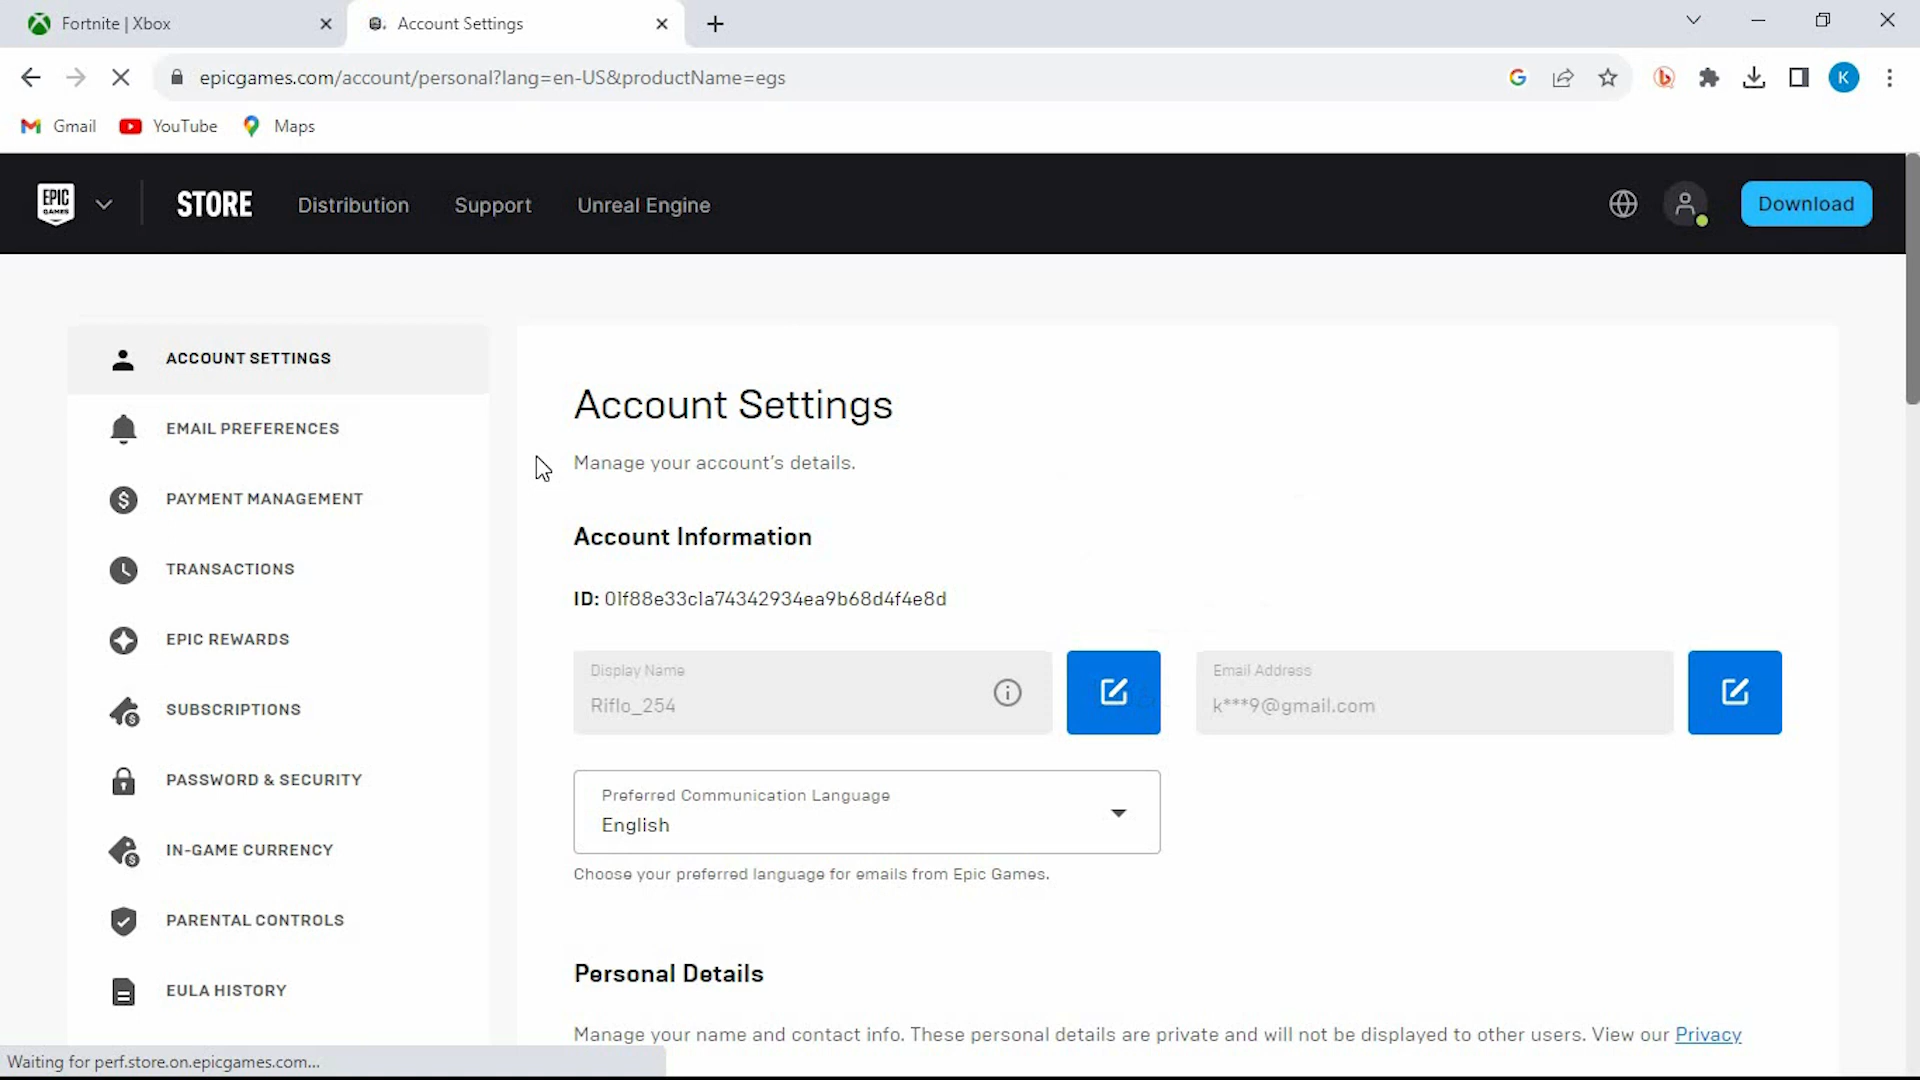 Fortnite | Xbox
Account Settings
epicgames.com/account/personal?lang=en-US&productName=egs
K
Gmail
YouTube
Maps
EPIC GAMES
STORE
Distribution
Support
Unreal Engine
Download
ACCOUNT SETTINGS
EMAIL PREFERENCES
PAYMENT MANAGEMENT
TRANSACTIONS
EPIC REWARDS
SUBSCRIPTIONS
PASSWORD & SECURITY
IN-GAME CURRENCY
PARENTAL CONTROLS
EULA HISTORY
Account Settings
Manage your account's details.
Account Information
ID: 01f88e33c1a74342934ea9b68d4f4e8d
Display Name
Riflo_254
Email Address
k***9@gmail.com
Preferred Communication Language
English
Choose your preferred language for emails from Epic Games.
Personal Details
Manage your name and contact info. These personal details are private and will not be displayed to other users. View our Privacy
Waiting for perf.store.on.epicgames.com...